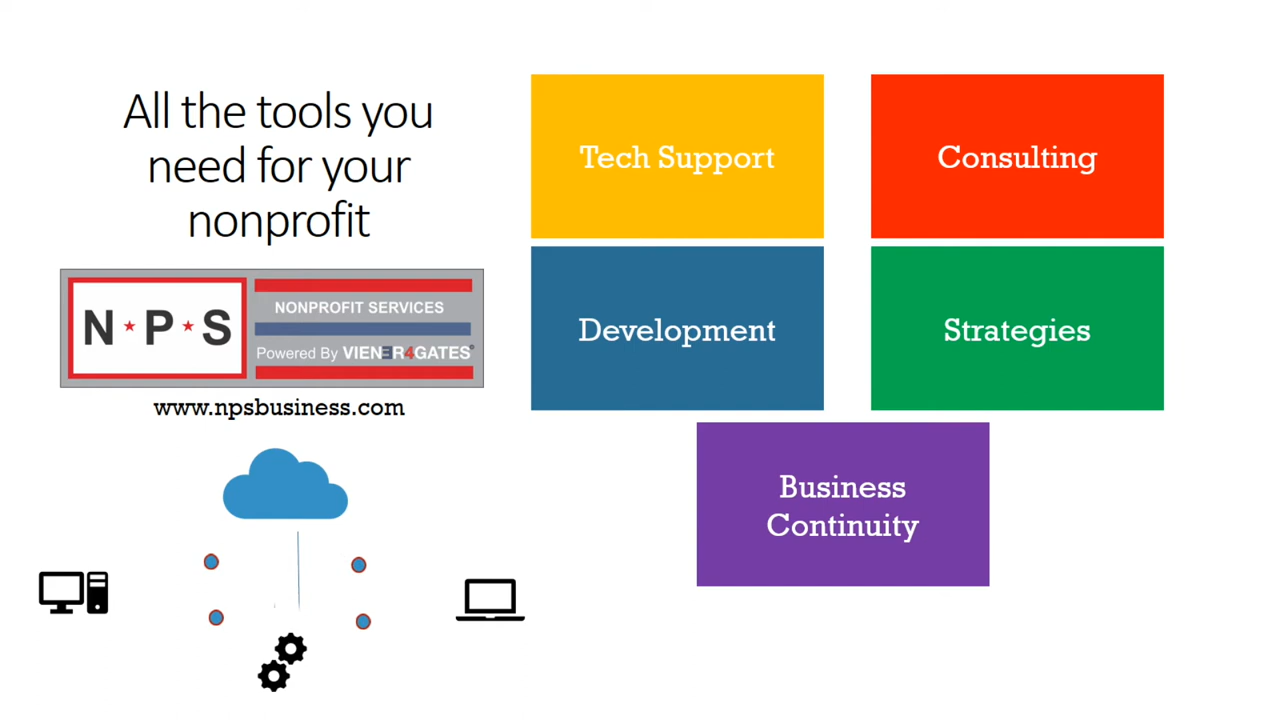 All the tools you
need for your
nonprofit
N ★ P ★ S
NONPROFIT SERVICES
Powered By VIENER4GATES
www.npsbusiness.com
Tech Support
Consulting
Development
Strategies
Business
Continuity